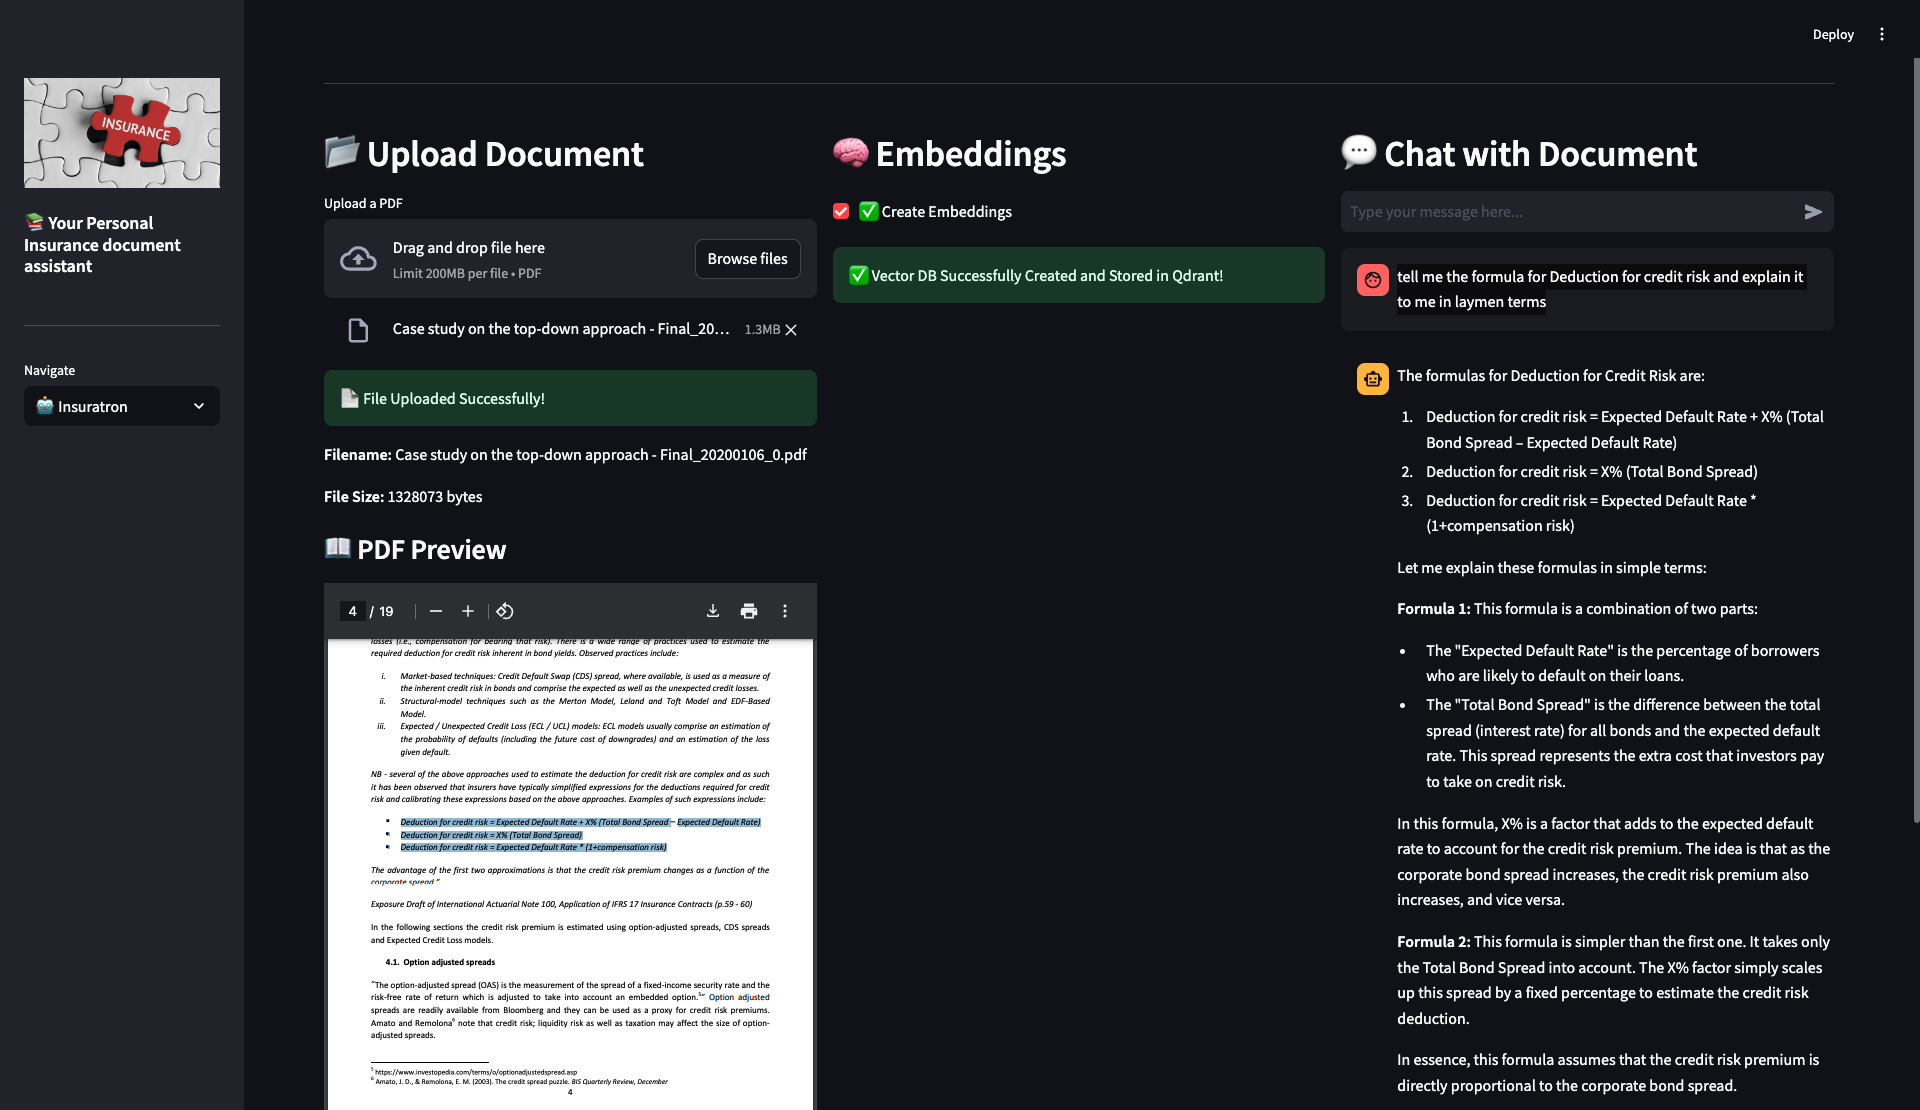 Deploy
INSURANCE
Your Personal
Insurance document
assistant
Navigate
Insuratron
Upload Document
Upload a PDF
Drag and drop file here
Limit 200MB per file • PDF
Browse files
Case study on the top-down approach - Final_20... 1.3MB
File Uploaded Successfully!
Filename: Case study on the top-down approach - Final_20200106_0.pdf
File Size: 1328073 bytes
PDF Preview
4 / 19
losses (i.e., compensation for bearing that risk). There is a wide range of practices used to estimate the
required deduction for credit risk inherent in bond yields. Observed practices include:
i. Market-based techniques: Credit Default Swap (CDS) spread, where available, is used as a measure of
the inherent credit risk in bonds and comprise the expected as well as the unexpected credit losses.
ii. Structural-model techniques such as the Merton Model, Leland and Toft Model and EDF-Based
Model.
iii. Expected / Unexpected Credit Loss (ECL / UCL) models: ECL models usually comprise an estimation of
the probability of defaults (including the future cost of downgrades) and an estimation of the loss
given default.
NB - several of the above approaches used to estimate the deduction for credit risk are complex and as such
it has been observed that insurers have typically simplified expressions for the deductions required for credit
risk and calibrating these expressions based on the above approaches. Examples of such expressions include:
▪ Deduction for credit risk = Expected Default Rate + X% (Total Bond Spread – Expected Default Rate)
▪ Deduction for credit risk = X% (Total Bond Spread)
▪ Deduction for credit risk = Expected Default Rate * (1+compensation risk)
The advantage of the first two approximations is that the credit risk premium changes as a function of the
corporate spread."
Exposure Draft of International Actuarial Note 100, Application of IFRS 17 Insurance Contracts (p.59 - 60)
In the following sections the credit risk premium is estimated using option-adjusted spreads, CDS spreads
and Expected Credit Loss models.
4.1. Option adjusted spreads
"The option-adjusted spread (OAS) is the measurement of the spread of a fixed-income security rate and the
risk-free rate of return which is adjusted to take into account an embedded option.5" Option adjusted
spreads are readily available from Bloomberg and they can be used as a proxy for credit risk premiums.
Amato and Remolona6 note that credit risk; liquidity risk as well as taxation may affect the size of option-
adjusted spreads.
5 https://www.investopedia.com/terms/o/optionadjustedspread.asp
6 Amato, J. D., & Remolona, E. M. (2003). The credit spread puzzle. BIS Quarterly Review, December
4
Embeddings
Create Embeddings
Vector DB Successfully Created and Stored in Qdrant!
Chat with Document
Type your message here...
tell me the formula for Deduction for credit risk and explain it
to me in laymen terms
The formulas for Deduction for Credit Risk are:
1. Deduction for credit risk = Expected Default Rate + X% (Total
Bond Spread – Expected Default Rate)
2. Deduction for credit risk = X% (Total Bond Spread)
3. Deduction for credit risk = Expected Default Rate *
(1+compensation risk)
Let me explain these formulas in simple terms:
Formula 1: This formula is a combination of two parts:
• The "Expected Default Rate" is the percentage of borrowers
who are likely to default on their loans.
• The "Total Bond Spread" is the difference between the total
spread (interest rate) for all bonds and the expected default
rate. This spread represents the extra cost that investors pay
to take on credit risk.
In this formula, X% is a factor that adds to the expected default
rate to account for the credit risk premium. The idea is that as the
corporate bond spread increases, the credit risk premium also
increases, and vice versa.
Formula 2: This formula is simpler than the first one. It takes only
the Total Bond Spread into account. The X% factor simply scales
up this spread by a fixed percentage to estimate the credit risk
deduction.
In essence, this formula assumes that the credit risk premium is
directly proportional to the corporate bond spread.